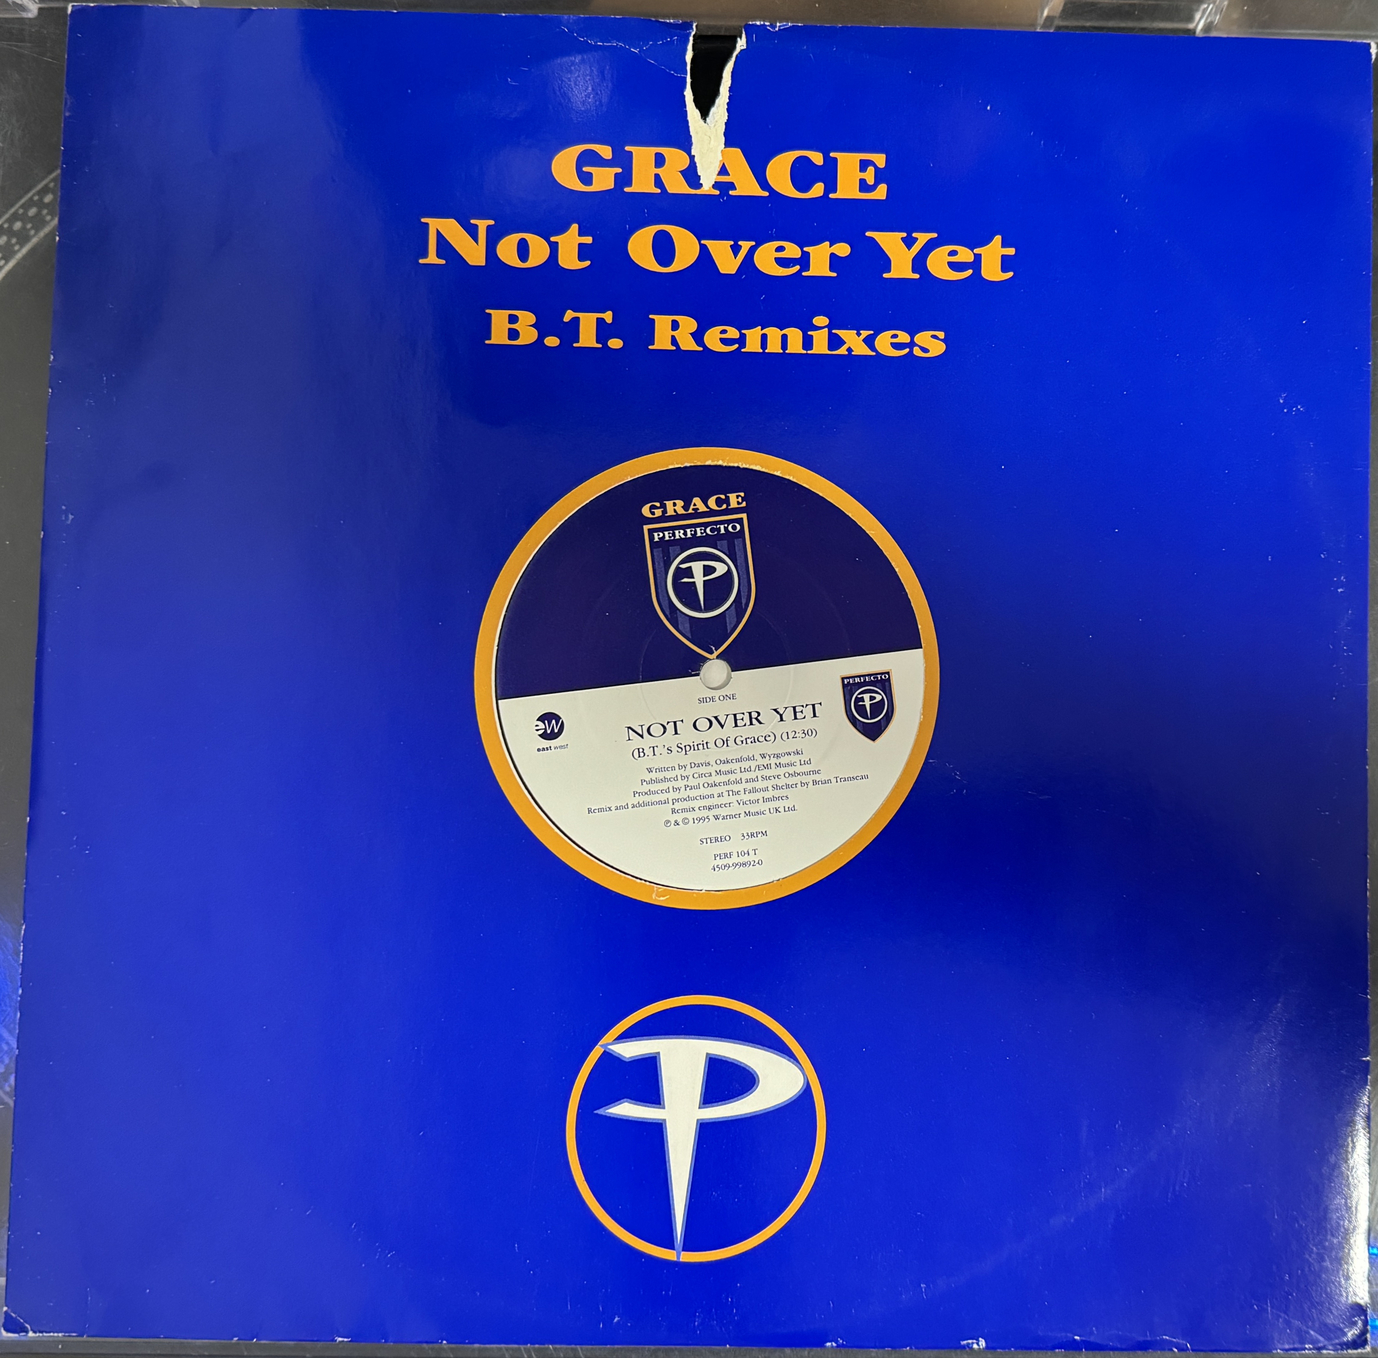 GRACE
Not Over Yet
B.T. Remixes
GRACE
PERFECTO
P
SIDE ONE
PERFECTO
P
ew
east west
NOT OVER YET
(B.T.'s Spirit Of Grace) (12:30)
Written by Davis, Oakenfold, Wyzgowski
Published by Circa Music Ltd./EMI Music Ltd
Produced by Paul Oakenfold and Steve Osbourne
Remix and additional production at The Fallout Shelter by Brian Transeau
Remix engineer: Victor Imbres
℗ & © 1995 Warner Music UK Ltd.
STEREO 33RPM
PERF 104 T
4509-99892-0
P